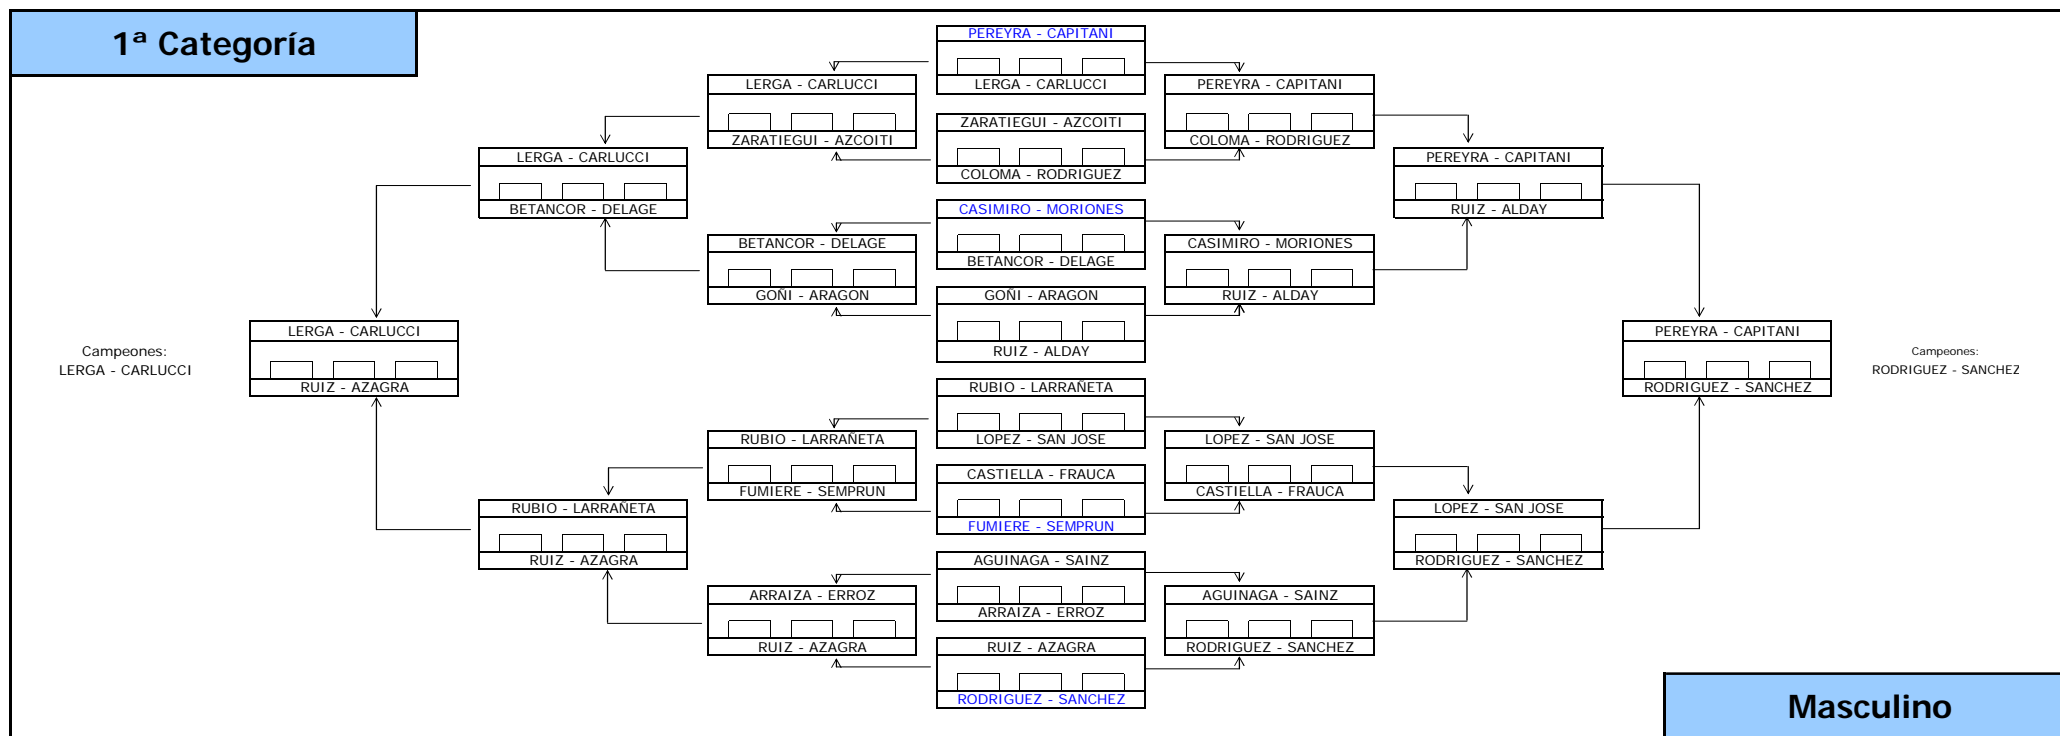 1ª Categoría
PEREYRA - CAPITANI
LERGA - CARLUCCI
ZARATIEGUI - AZCOITI
COLOMA - RODRIGUEZ
CASIMIRO - MORIONES
BETANCOR - DELAGE
GOÑI - ARAGON
RUIZ - ALDAY
RUBIO - LARRAÑETA
LOPEZ - SAN JOSE
CASTIELLA - FRAUCA
FUMIERE - SEMPRUN
AGUINAGA - SAINZ
ARRAIZA - ERROZ
RUIZ - AZAGRA
RODRIGUEZ - SANCHEZ
LERGA - CARLUCCI
ZARATIEGUI - AZCOITI
BETANCOR - DELAGE
GOÑI - ARAGON
RUBIO - LARRAÑETA
FUMIERE - SEMPRUN
ARRAIZA - ERROZ
RUIZ - AZAGRA
LERGA - CARLUCCI
BETANCOR - DELAGE
RUBIO - LARRAÑETA
RUIZ - AZAGRA
LERGA - CARLUCCI
RUIZ - AZAGRA
Campeones:
LERGA - CARLUCCI
PEREYRA - CAPITANI
COLOMA - RODRIGUEZ
CASIMIRO - MORIONES
RUIZ - ALDAY
LOPEZ - SAN JOSE
CASTIELLA - FRAUCA
AGUINAGA - SAINZ
RODRIGUEZ - SANCHEZ
PEREYRA - CAPITANI
RUIZ - ALDAY
LOPEZ - SAN JOSE
RODRIGUEZ - SANCHEZ
PEREYRA - CAPITANI
RODRIGUEZ - SANCHEZ
Campeones:
RODRIGUEZ - SANCHEZ
Masculino